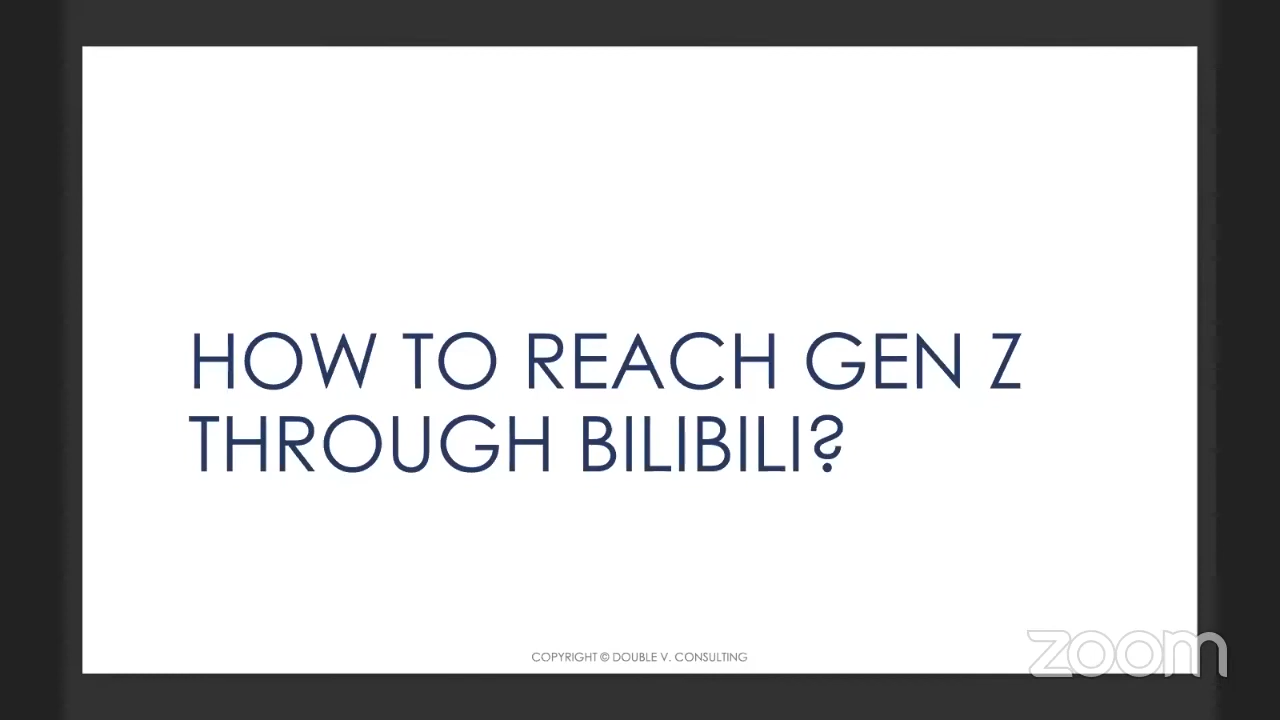 HOW TO REACH GEN Z
THROUGH BILIBILI?
COPYRIGHT © DOUBLE V. CONSULTING
zoom